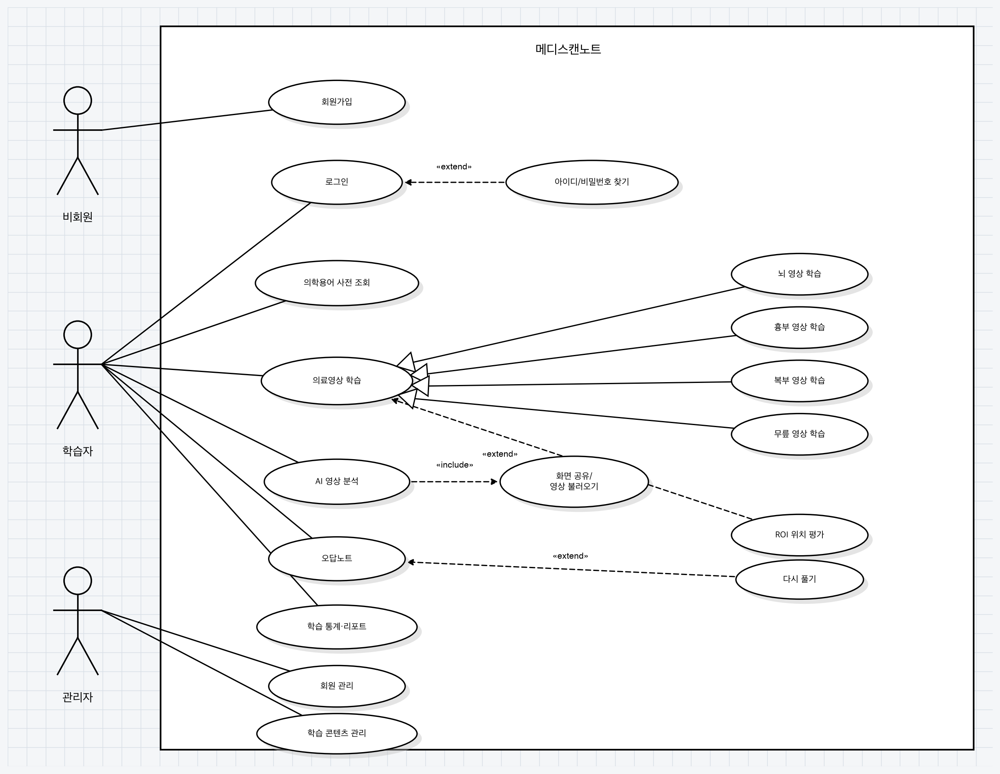 메디스캔노트
회원가입
로그인
«extend»
아이디/비밀번호 찾기
비회원
의학용어 사전 조회
뇌 영상 학습
흉부 영상 학습
의료영상 학습
복부 영상 학습
무릎 영상 학습
학습자
«extend»
«include»
AI 영상 분석
화면 공유/
영상 불러오기
ROI 위치 평가
오답노트
«extend»
다시 풀기
학습 통계·리포트
회원 관리
관리자
학습 콘텐츠 관리